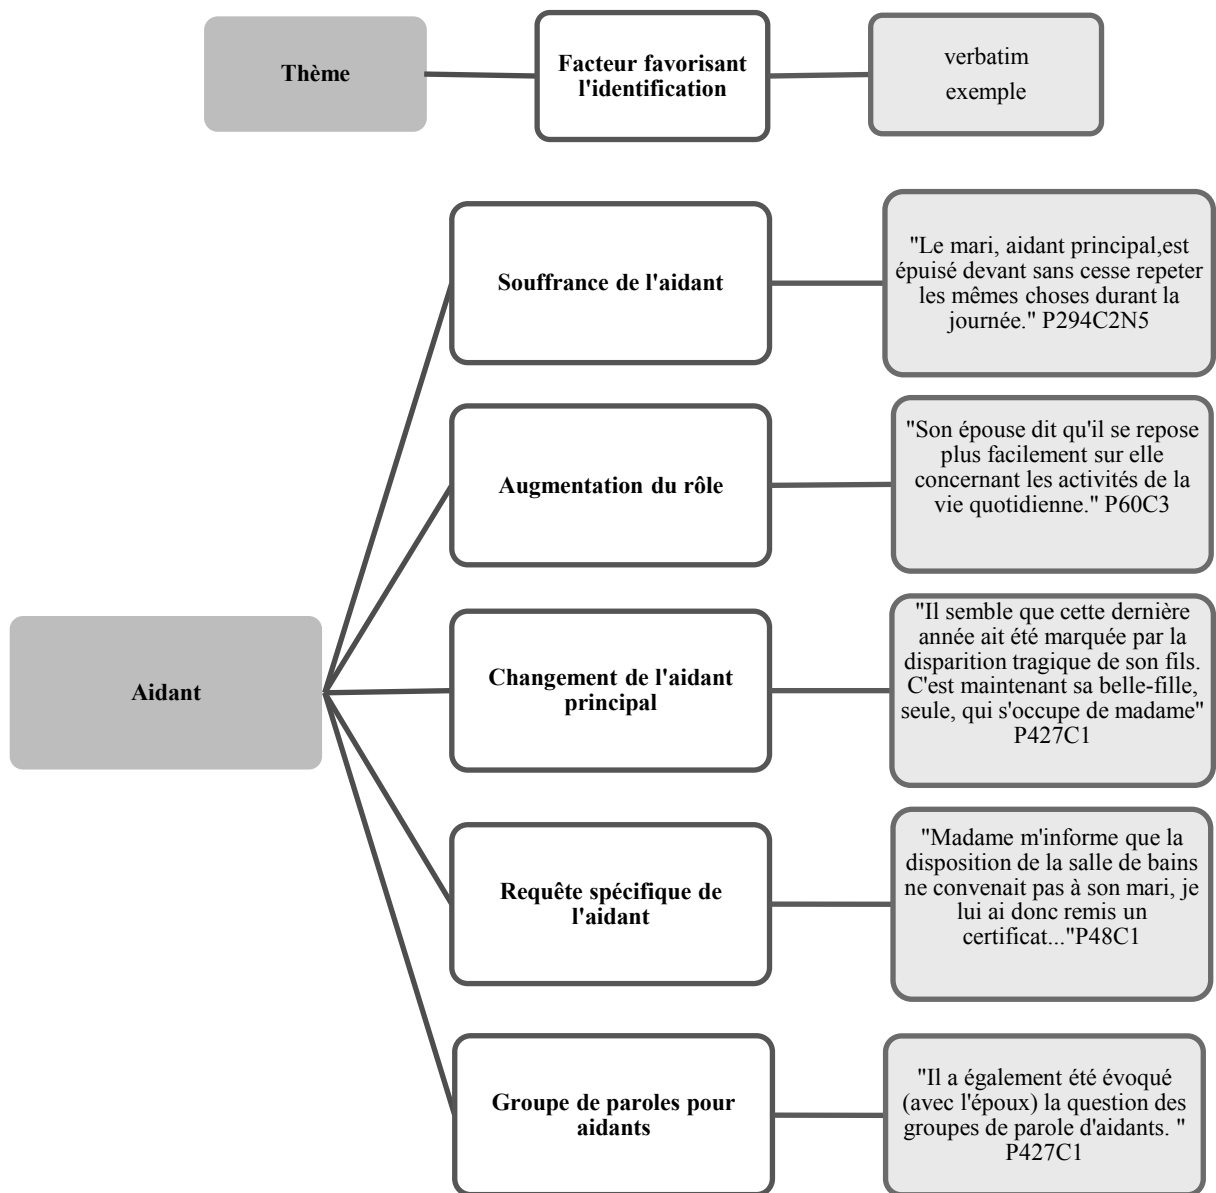 Thème
Facteur favorisant
l'identification
verbatim
exemple
Aidant
Souffrance de l'aidant
"Le mari, aidant principal,est
épuisé devant sans cesse repeter
les mêmes choses durant la
journée." P294C2N5
Augmentation du rôle
"Son épouse dit qu'il se repose
plus facilement sur elle
concernant les activités de la
vie quotidienne." P60C3
Changement de l'aidant
principal
"Il semble que cette dernière
année ait été marquée par la
disparition tragique de son fils.
C'est maintenant sa belle-fille,
seule, qui s'occupe de madame"
P427C1
Requête spécifique de
l'aidant
"Madame m'informe que la
disposition de la salle de bains
ne convenait pas à son mari, je
lui ai donc remis un
certificat..."P48C1
Groupe de paroles pour
aidants
"Il a également été évoqué
(avec l'époux) la question des
groupes de parole d'aidants. "
P427C1